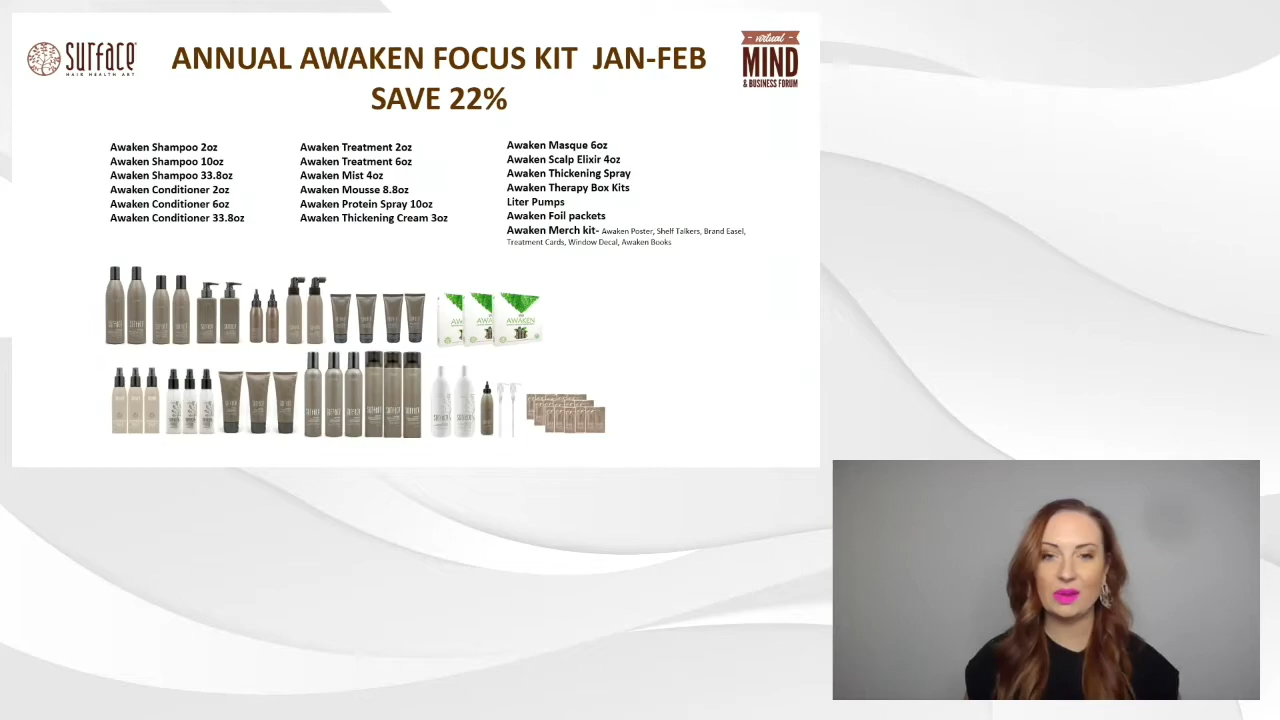 SURFACE
HAIR HEALTH ART
ANNUAL AWAKEN FOCUS KIT JAN-FEB
SAVE 22%
virtual
MIND
& BUSINESS FORUM
Awaken Shampoo 2oz
Awaken Shampoo 10oz
Awaken Shampoo 33.8oz
Awaken Conditioner 2oz
Awaken Conditioner 6oz
Awaken Conditioner 33.8oz
Awaken Treatment 2oz
Awaken Treatment 6oz
Awaken Mist 4oz
Awaken Mousse 8.8oz
Awaken Protein Spray 10oz
Awaken Thickening Cream 3oz
Awaken Masque 6oz
Awaken Scalp Elixir 4oz
Awaken Thickening Spray
Awaken Therapy Box Kits
Liter Pumps
Awaken Foil packets
Awaken Merch kit- Awaken Poster, Shelf Talkers, Brand Easel,
Treatment Cards, Window Decal, Awaken Books
AWAKEN